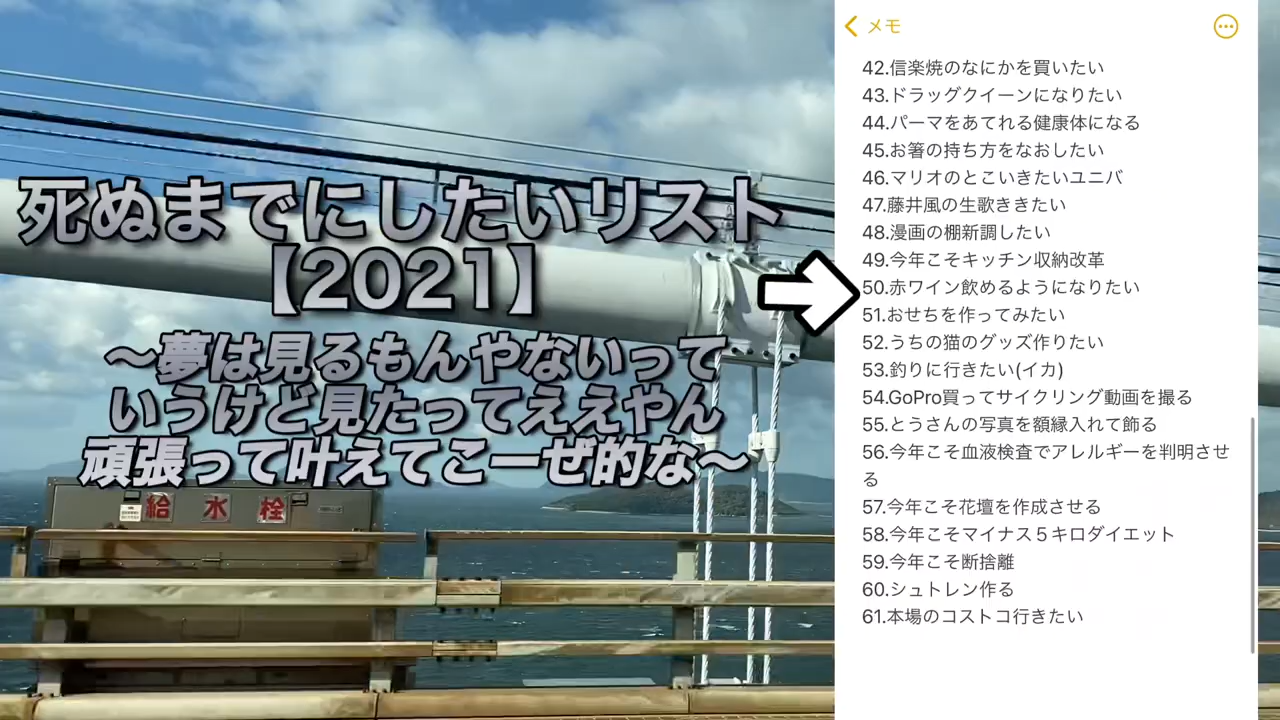 死ぬまでにしたいリスト
【2021】
〜夢は見るもんやないって
いうけど見たってええやん
頑張って叶えてこーぜ的な〜
給水栓
メモ
42.信楽焼のなにかを買いたい
43.ドラッグクイーンになりたい
44.パーマをあてれる健康体になる
45.お箸の持ち方をなおしたい
46.マリオのとこいきたいユニバ
47.藤井風の生歌ききたい
48.漫画の棚新調したい
49.今年こそキッチン収納改革
50.赤ワイン飲めるようになりたい
51.おせちを作ってみたい
52.うちの猫のグッズ作りたい
53.釣りに行きたい(イカ)
54.GoPro買ってサイクリング動画を撮る
55.とうさんの写真を額縁入れて飾る
56.今年こそ血液検査でアレルギーを判明させ
る
57.今年こそ花壇を作成させる
58.今年こそマイナス５キロダイエット
59.今年こそ断捨離
60.シュトレン作る
61.本場のコストコ行きたい